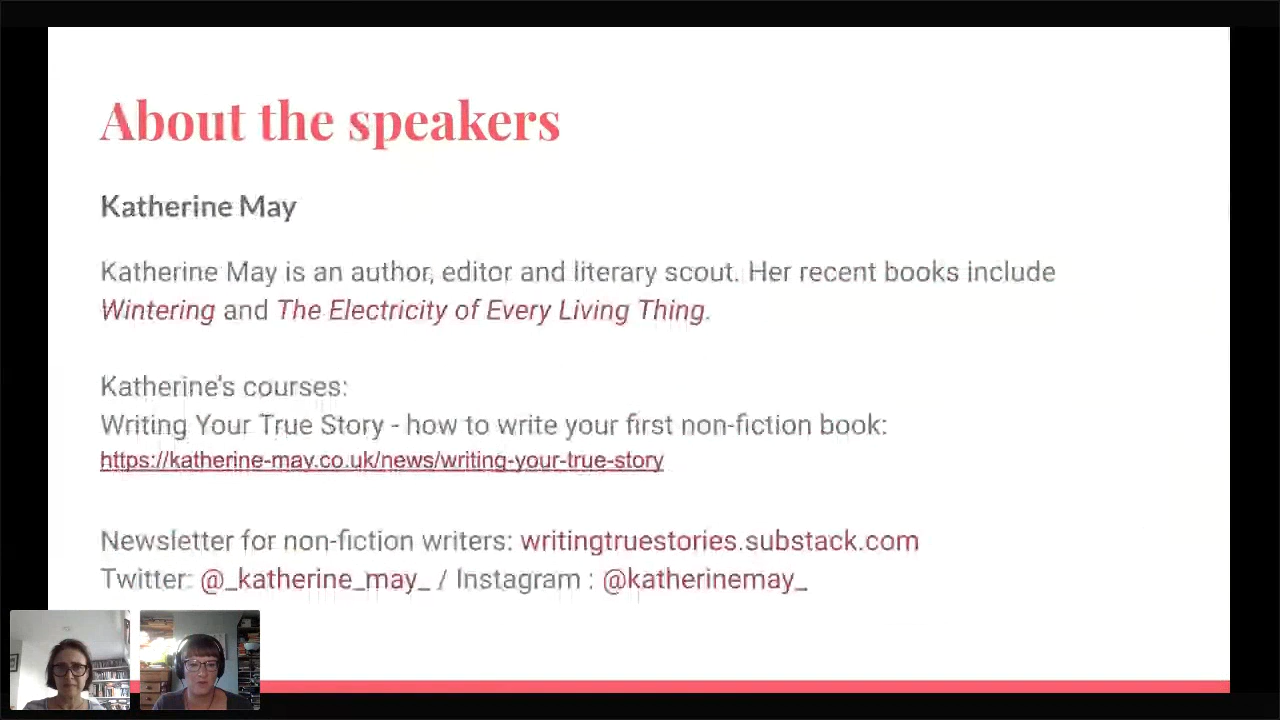 About the speakers
Katherine May
Katherine May is an author, editor and literary scout. Her recent books include
Wintering and The Electricity of Every Living Thing.
Katherine's courses:
Writing Your True Story - how to write your first non-fiction book:
https://katherine-may.co.uk/news/writing-your-true-story
Newsletter for non-fiction writers: writingtruestories.substack.com
Twitter: @_katherine_may_ / Instagram : @katherinemay_